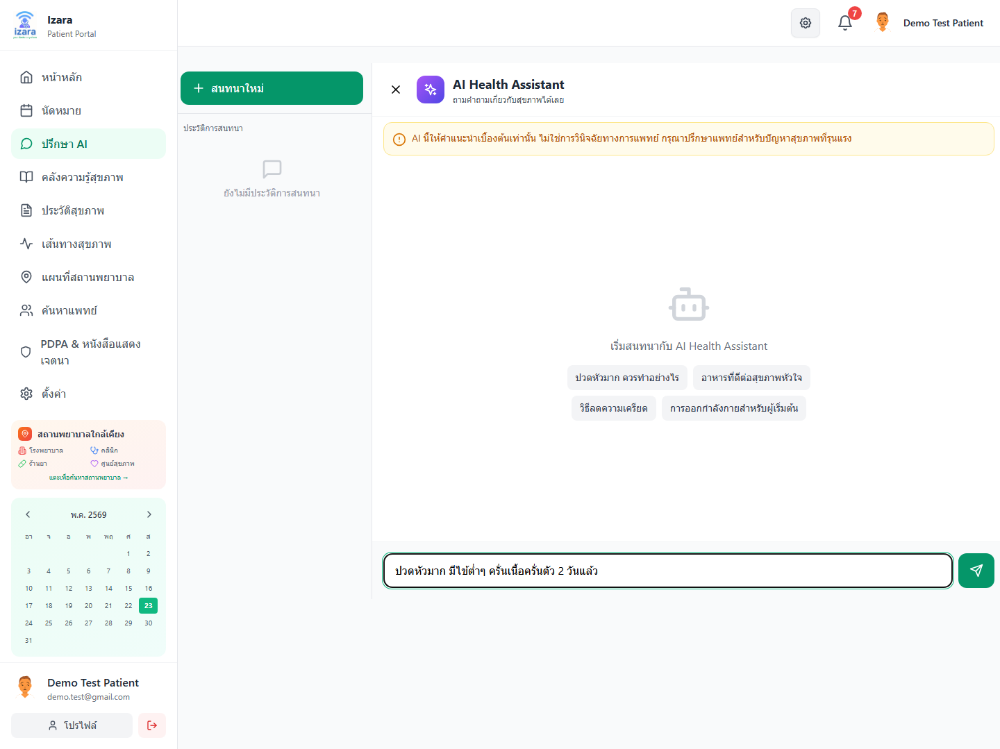 izara
Izara
Patient Portal
7
Demo Test Patient
หน้าหลัก
นัดหมาย
ปรึกษา AI
คลังความรู้สุขภาพ
ประวัติสุขภาพ
เส้นทางสุขภาพ
แผนที่สถานพยาบาล
ค้นหาแพทย์
PDPA & หนังสือแสดง
เจตนา
ตั้งค่า
สถานพยาบาลใกล้เคียง
โรงพยาบาล คลินิก
ร้านยา ศูนย์สุขภาพ
แตะเพื่อค้นหาสถานพยาบาล →
พ.ค. 2569
อา จ อ พ พฤ ศ ส
1 2
3 4 5 6 7 8 9
10 11 12 13 14 15 16
17 18 19 20 21 22 23
24 25 26 27 28 29 30
31
Demo Test Patient
demo.test@gmail.com
โปรไฟล์
สนทนาใหม่
ประวัติการสนทนา
ยังไม่มีประวัติการสนทนา
AI Health Assistant
ถามคำถามเกี่ยวกับสุขภาพได้เลย
AI นี้ให้คำแนะนำเบื้องต้นเท่านั้น ไม่ใช่การวินิจฉัยทางการแพทย์ กรุณาปรึกษาแพทย์สำหรับปัญหาสุขภาพที่รุนแรง
เริ่มสนทนากับ AI Health Assistant
ปวดหัวมาก ควรทำอย่างไร
อาหารที่ดีต่อสุขภาพหัวใจ
วิธีลดความเครียด
การออกกำลังกายสำหรับผู้เริ่มต้น
ปวดหัวมาก มีไข้ต่ำๆ ครั่นเนื้อครั่นตัว 2 วันแล้ว